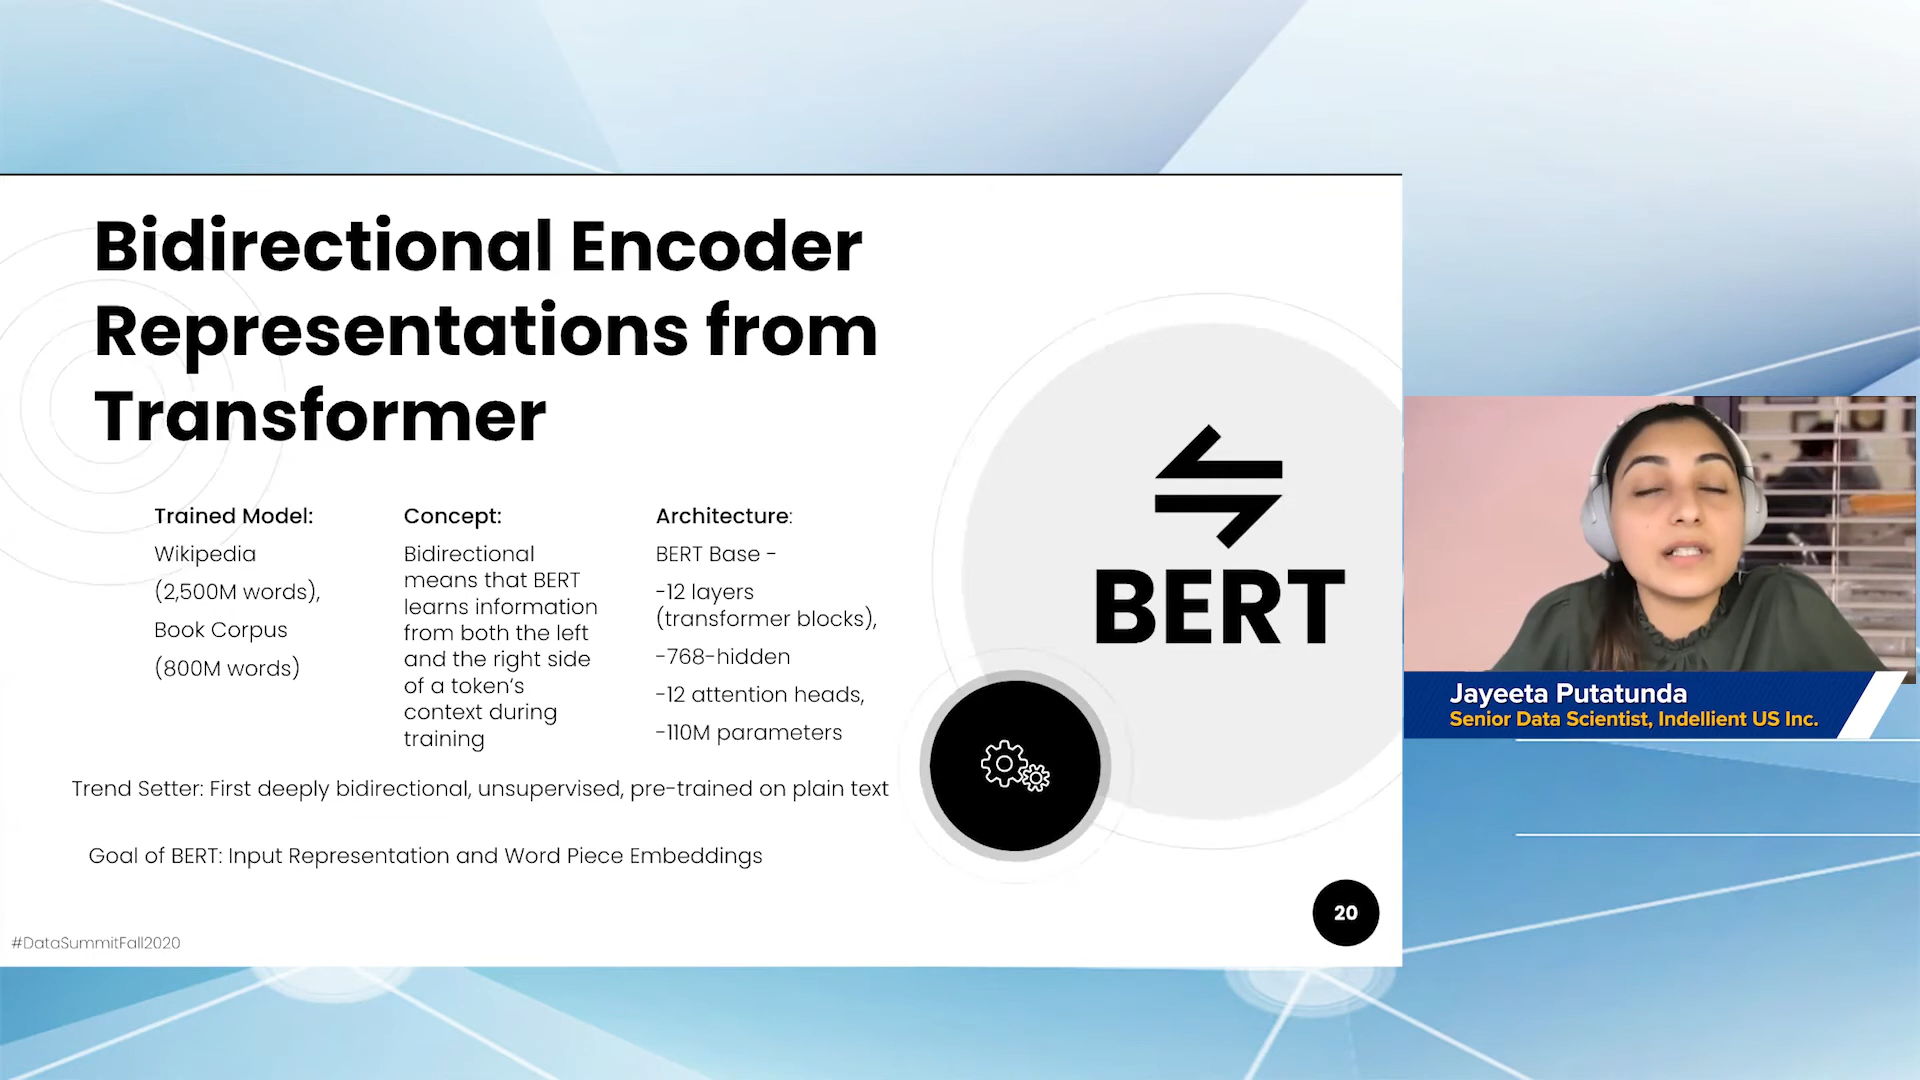 Bidirectional Encoder
Representations from
Transformer
Trained Model:
Wikipedia
(2,500M words),
Book Corpus
(800M words)
Concept:
Bidirectional
means that BERT
learns information
from both the left
and the right side
of a token's
context during
training
Architecture:
BERT Base -
-12 layers
(transformer blocks),
-768-hidden
-12 attention heads,
-110M parameters
Trend Setter: First deeply bidirectional, unsupervised, pre-trained on plain text
Goal of BERT: Input Representation and Word Piece Embeddings
BERT
20
#DataSummitFall2020
Jayeeta Putatunda
Senior Data Scientist, Indellient US Inc.